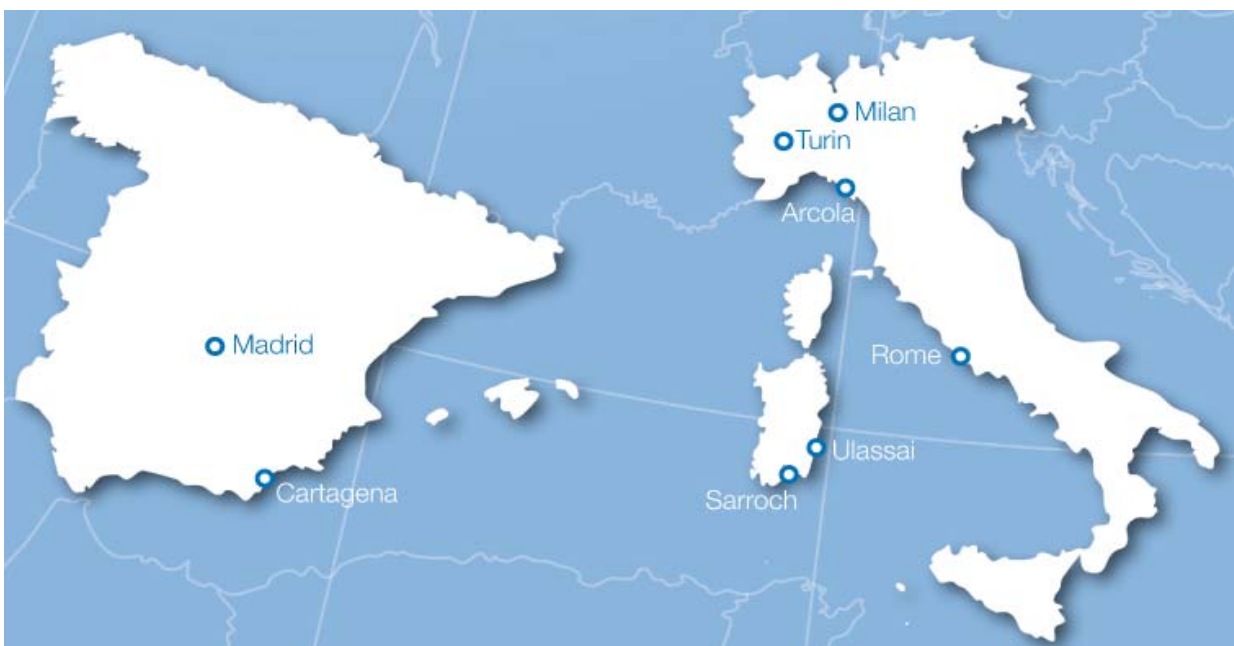 Milan
Turin
Arcola
Madrid
Rome
Ulassai
Sarroch
Cartagena